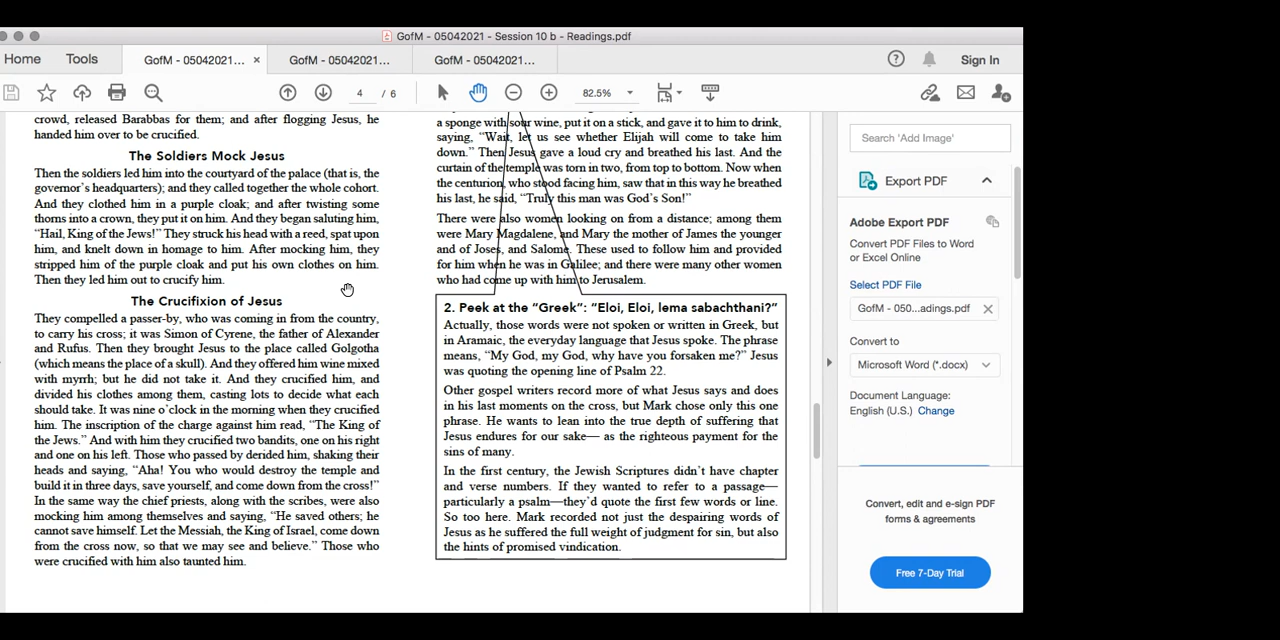 GofM - 05042021 - Session 10 b - Readings.pdf
Home
Tools
GofM - 05042021... ×
GofM - 05042021...
GofM - 05042021...
Sign In
4 / 6
82.5%
crowd, released Barabbas for them; and after flogging Jesus, he
handed him over to be crucified.
The Soldiers Mock Jesus
Then the soldiers led him into the courtyard of the palace (that is, the
governor's headquarters); and they called together the whole cohort.
And they clothed him in a purple cloak; and after twisting some
thorns into a crown, they put it on him. And they began saluting him,
“Hail, King of the Jews!” They struck his head with a reed, spat upon
him, and knelt down in homage to him. After mocking him, they
stripped him of the purple cloak and put his own clothes on him.
Then they led him out to crucify him.
The Crucifixion of Jesus
They compelled a passer-by, who was coming in from the country,
to carry his cross; it was Simon of Cyrene, the father of Alexander
and Rufus. Then they brought Jesus to the place called Golgotha
(which means the place of a skull). And they offered him wine mixed
with myrrh; but he did not take it. And they crucified him, and
divided his clothes among them, casting lots to decide what each
should take. It was nine o'clock in the morning when they crucified
him. The inscription of the charge against him read, “The King of
the Jews.” And with him they crucified two bandits, one on his right
and one on his left. Those who passed by derided him, shaking their
heads and saying, “Aha! You who would destroy the temple and
build it in three days, save yourself, and come down from the cross!”
In the same way the chief priests, along with the scribes, were also
mocking him among themselves and saying, “He saved others; he
cannot save himself. Let the Messiah, the King of Israel, come down
from the cross now, so that we may see and believe.” Those who
were crucified with him also taunted him.
a sponge with sour wine, put it on a stick, and gave it to him to drink,
saying, “Wait, let us see whether Elijah will come to take him
down.” Then Jesus gave a loud cry and breathed his last. And the
curtain of the temple was torn in two, from top to bottom. Now when
the centurion, who stood facing him, saw that in this way he breathed
his last, he said, “Truly this man was God's Son!”
There were also women looking on from a distance; among them
were Mary Magdalene, and Mary the mother of James the younger
and of Joses, and Salome. These used to follow him and provided
for him when he was in Galilee; and there were many other women
who had come up with him to Jerusalem.
2. Peek at the “Greek”: “Eloi, Eloi, lema sabachthani?”
Actually, those words were not spoken or written in Greek, but
in Aramaic, the everyday language that Jesus spoke. The phrase
means, “My God, my God, why have you forsaken me?” Jesus
was quoting the opening line of Psalm 22.
Other gospel writers record more of what Jesus says and does
in his last moments on the cross, but Mark chose only this one
phrase. He wants to lean into the true depth of suffering that
Jesus endures for our sake— as the righteous payment for the
sins of many.
In the first century, the Jewish Scriptures didn't have chapter
and verse numbers. If they wanted to refer to a passage—
particularly a psalm—they'd quote the first few words or line.
So too here. Mark recorded not just the despairing words of
Jesus as he suffered the full weight of judgment for sin, but also
the hints of promised vindication.
Search 'Add Image'
Export PDF
Adobe Export PDF
Convert PDF Files to Word
or Excel Online
Select PDF File
GofM - 050...adings.pdf
Convert to
Microsoft Word (*.docx)
Document Language:
English (U.S.) Change
Convert, edit and e-sign PDF
forms & agreements
Free 7-Day Trial